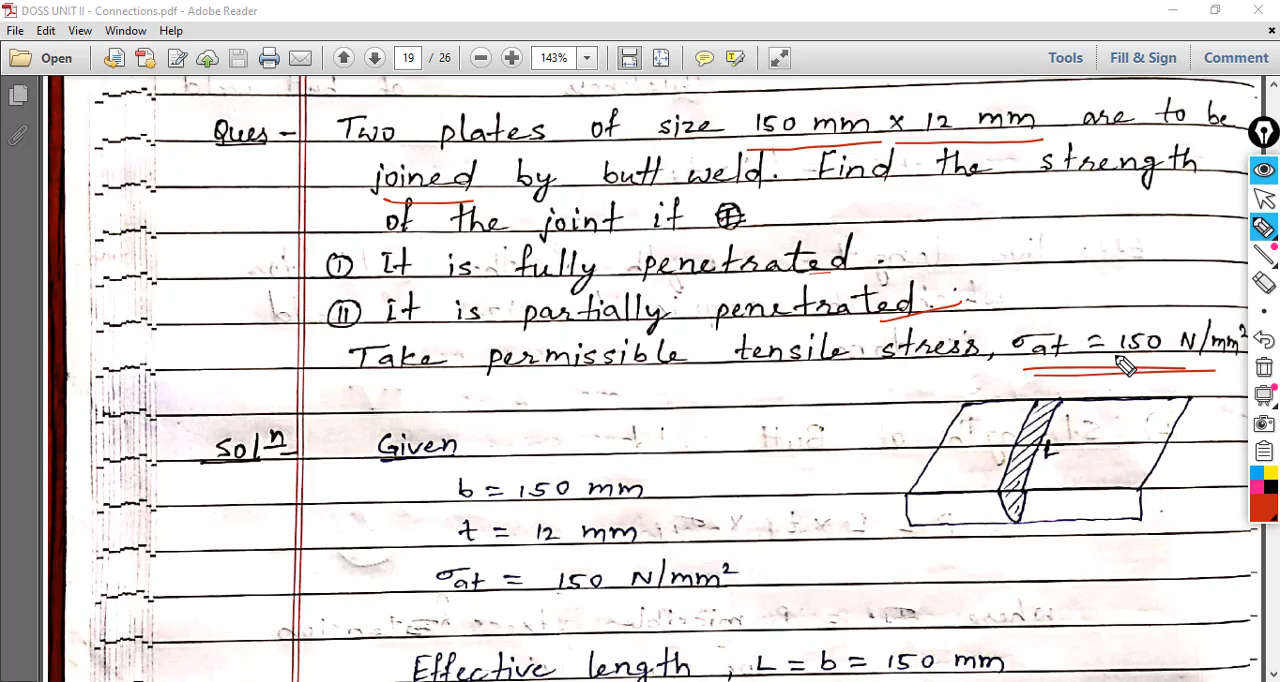 DOSS UNIT II - Connections.pdf - Adobe Reader
File Edit View Window Help
Open 19 / 26 143% Tools Fill & Sign Comment
Ques - Two plates of size 150 mm x 12 mm are to be
joined by butt weld. Find the strength
of the joint if
(I) It is fully penetrated.
(II) It is partially penetrated.
Take permissible tensile stress, σat = 150 N/mm²
Solⁿ Given
L
b = 150 mm
t = 12 mm
σat = 150 N/mm²
Effective length, L = b = 150 mm